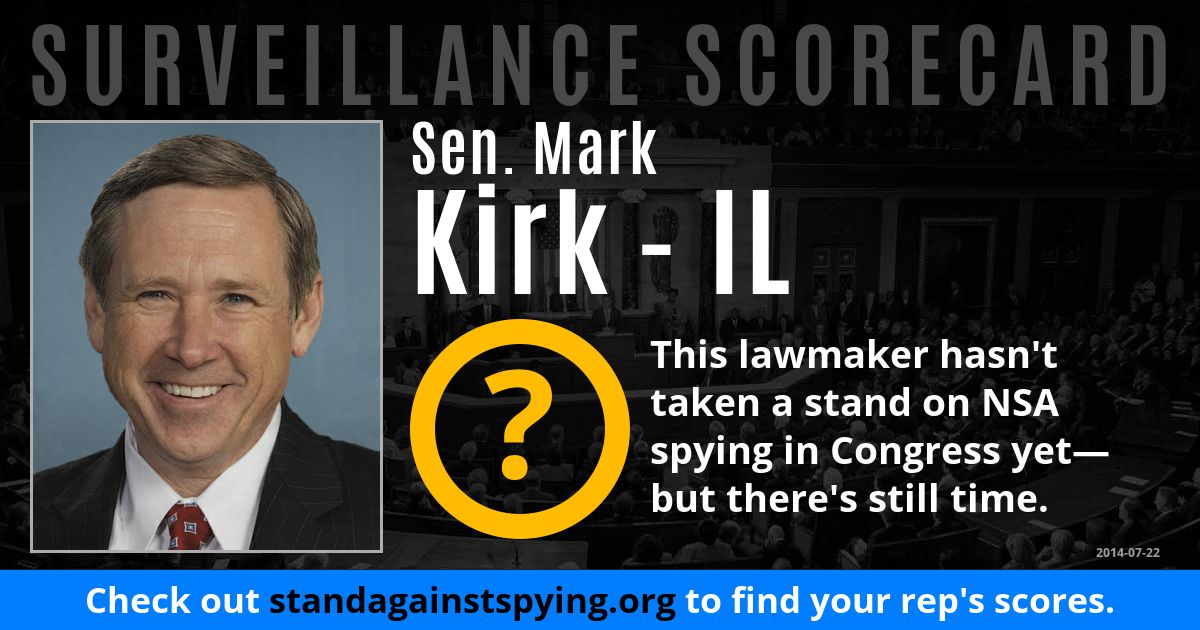 SURVEILLANCE SCORECARD
Sen. Mark
Kirk - IL
?
This lawmaker hasn't
taken a stand on NSA
spying in Congress yet—
but there's still time.
2014-07-22
Check out standagainstspying.org to find your rep's scores.